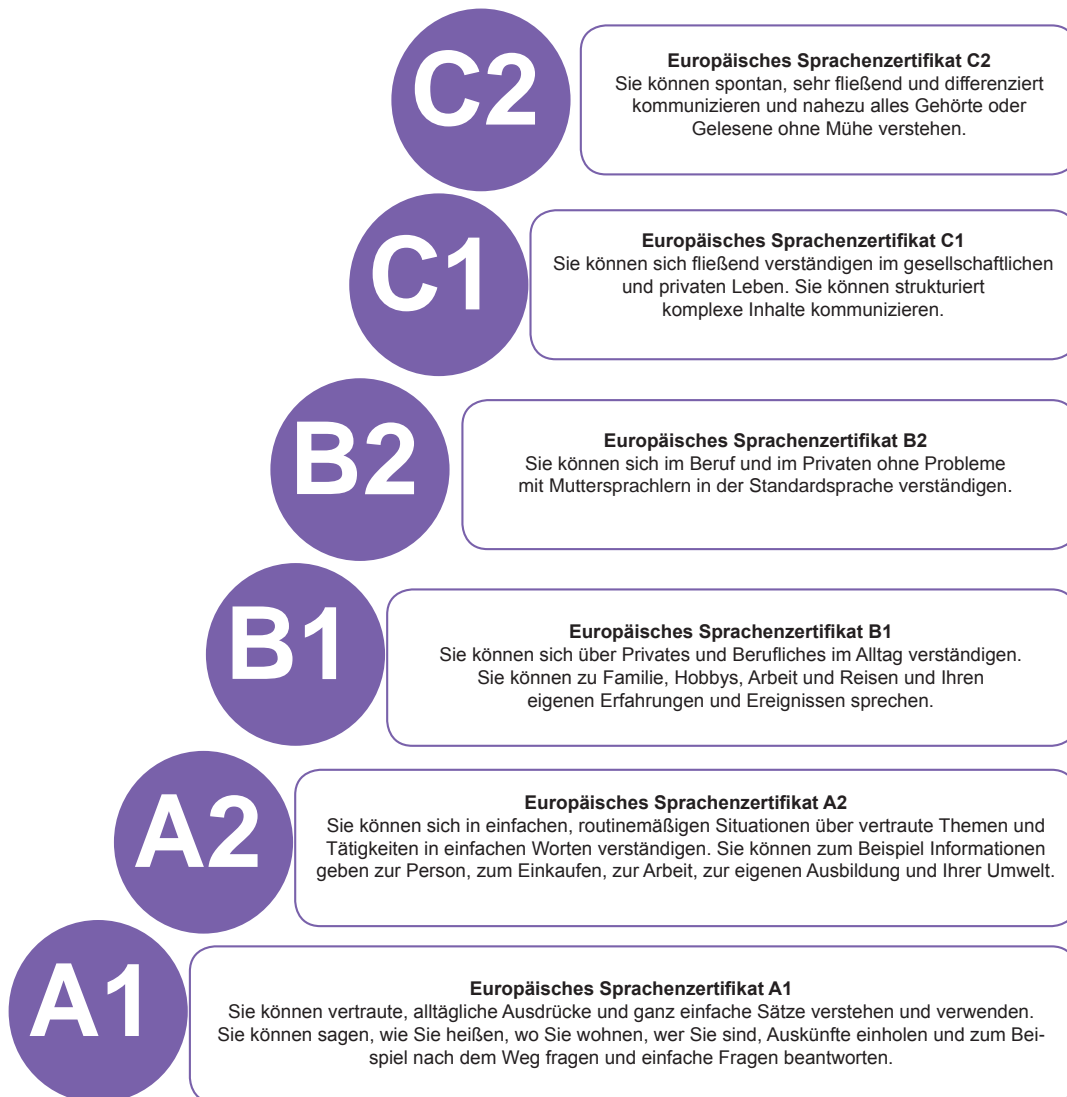 C2
Europäisches Sprachenzertifikat C2
Sie können spontan, sehr fließend und differenziert
kommunizieren und nahezu alles Gehörte oder
Gelesene ohne Mühe verstehen.
C1
Europäisches Sprachenzertifikat C1
Sie können sich fließend verständigen im gesellschaftlichen
und privaten Leben. Sie können strukturiert
komplexe Inhalte kommunizieren.
B2
Europäisches Sprachenzertifikat B2
Sie können sich im Beruf und im Privaten ohne Probleme
mit Muttersprachlern in der Standardsprache verständigen.
B1
Europäisches Sprachenzertifikat B1
Sie können sich über Privates und Berufliches im Alltag verständigen.
Sie können zu Familie, Hobbys, Arbeit und Reisen und Ihren
eigenen Erfahrungen und Ereignissen sprechen.
A2
Europäisches Sprachenzertifikat A2
Sie können sich in einfachen, routinemäßigen Situationen über vertraute Themen und
Tätigkeiten in einfachen Worten verständigen. Sie können zum Beispiel Informationen
geben zur Person, zum Einkaufen, zur Arbeit, zur eigenen Ausbildung und Ihrer Umwelt.
A1
Europäisches Sprachenzertifikat A1
Sie können vertraute, alltägliche Ausdrücke und ganz einfache Sätze verstehen und verwenden.
Sie können sagen, wie Sie heißen, wo Sie wohnen, wer Sie sind, Auskünfte einholen und zum Bei-
spiel nach dem Weg fragen und einfache Fragen beantworten.